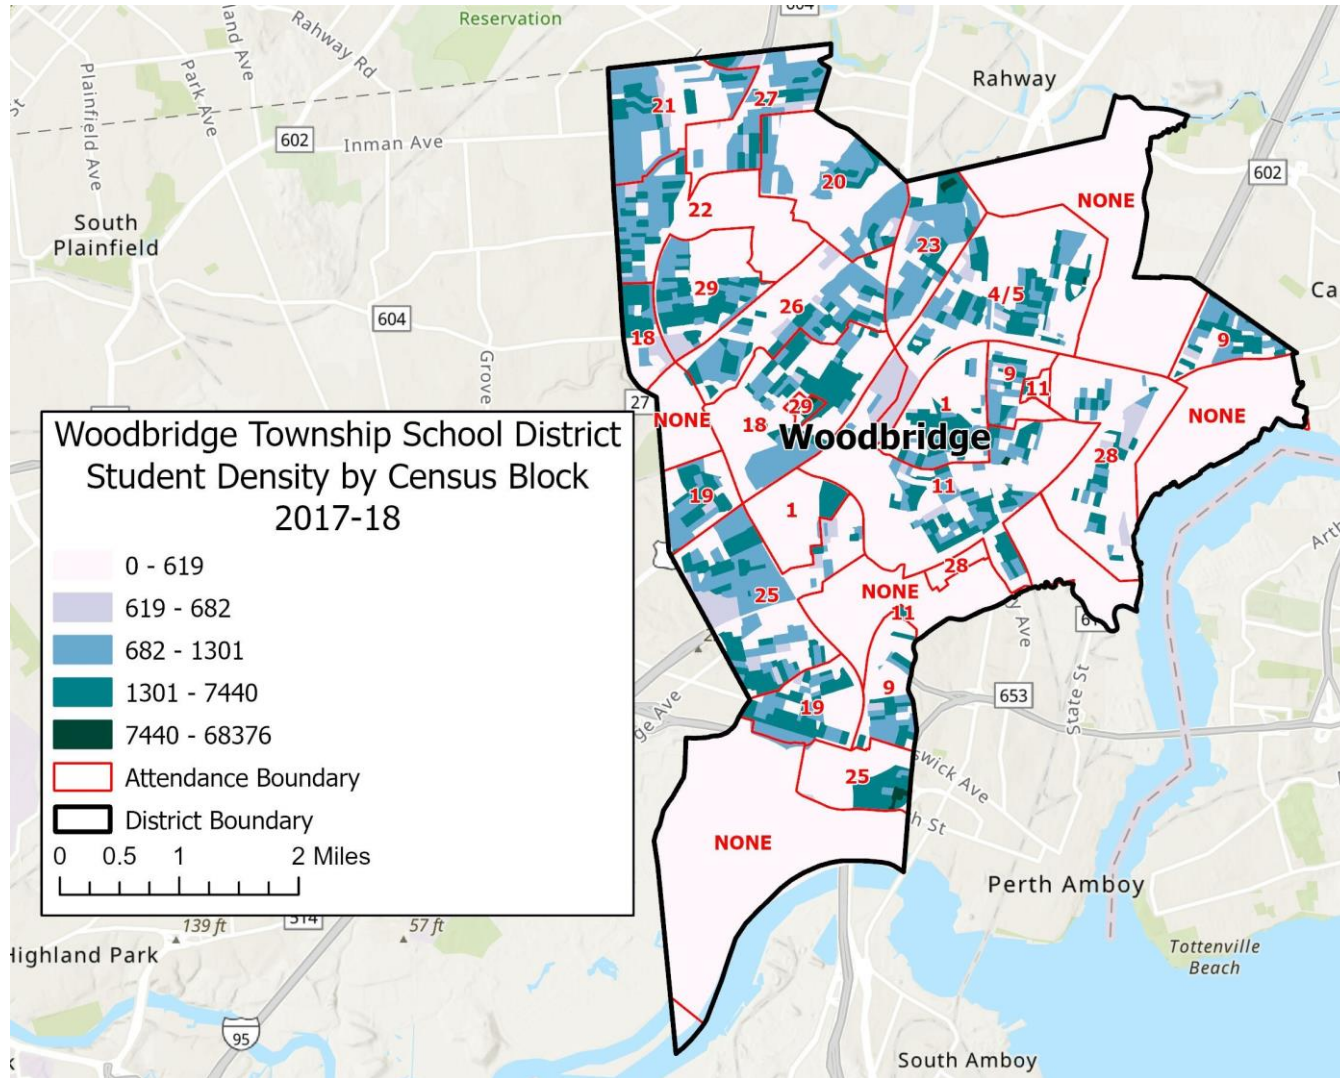 Reservation
Rahway Rd
Park Ave
Plainfield Ave
Rahway
602
Inman Ave
602
21
27
20
NONE
22
23
South
Plainfield
29
4/5
26
604
18
9
Grove
9
11
27
1
29
NONE
18
NONE
Woodbridge
28
11
19
1
28
25
NONE
11
9
653
State St
19
25
NONE
Perth Amboy
Tottenville
Beach
South Amboy
Woodbridge Township School District
Student Density by Census Block
2017-18
0 - 619
619 - 682
682 - 1301
1301 - 7440
7440 - 68376
Attendance Boundary
District Boundary
0 0.5 1 2 Miles
514
139 ft
57 ft
Highland Park
95